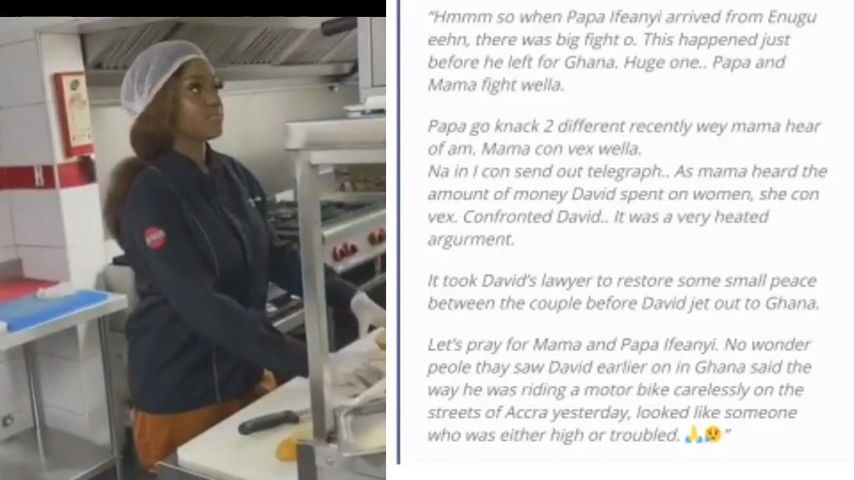 “Hmmm so when Papa Ifeanyi arrived from Enugu
eehn, there was big fight o. This happened just
before he left for Ghana. Huge one.. Papa and
Mama fight wella.
Papa go knack 2 different recently wey mama hear
of am. Mama con vex wella.
Na in I con send out telegraph.. As mama heard the
amount of money David spent on women, she con
vex. Confronted David.. It was a very heated
argurment.
It took David’s lawyer to restore some small peace
between the couple before David jet out to Ghana.
Let’s pray for Mama and Papa Ifeanyi. No wonder
peole thay saw David earlier on in Ghana said the
way he was riding a motor bike carelessly on the
streets of Accra yesterday, looked like someone
who was either high or troubled. 🙏😥”